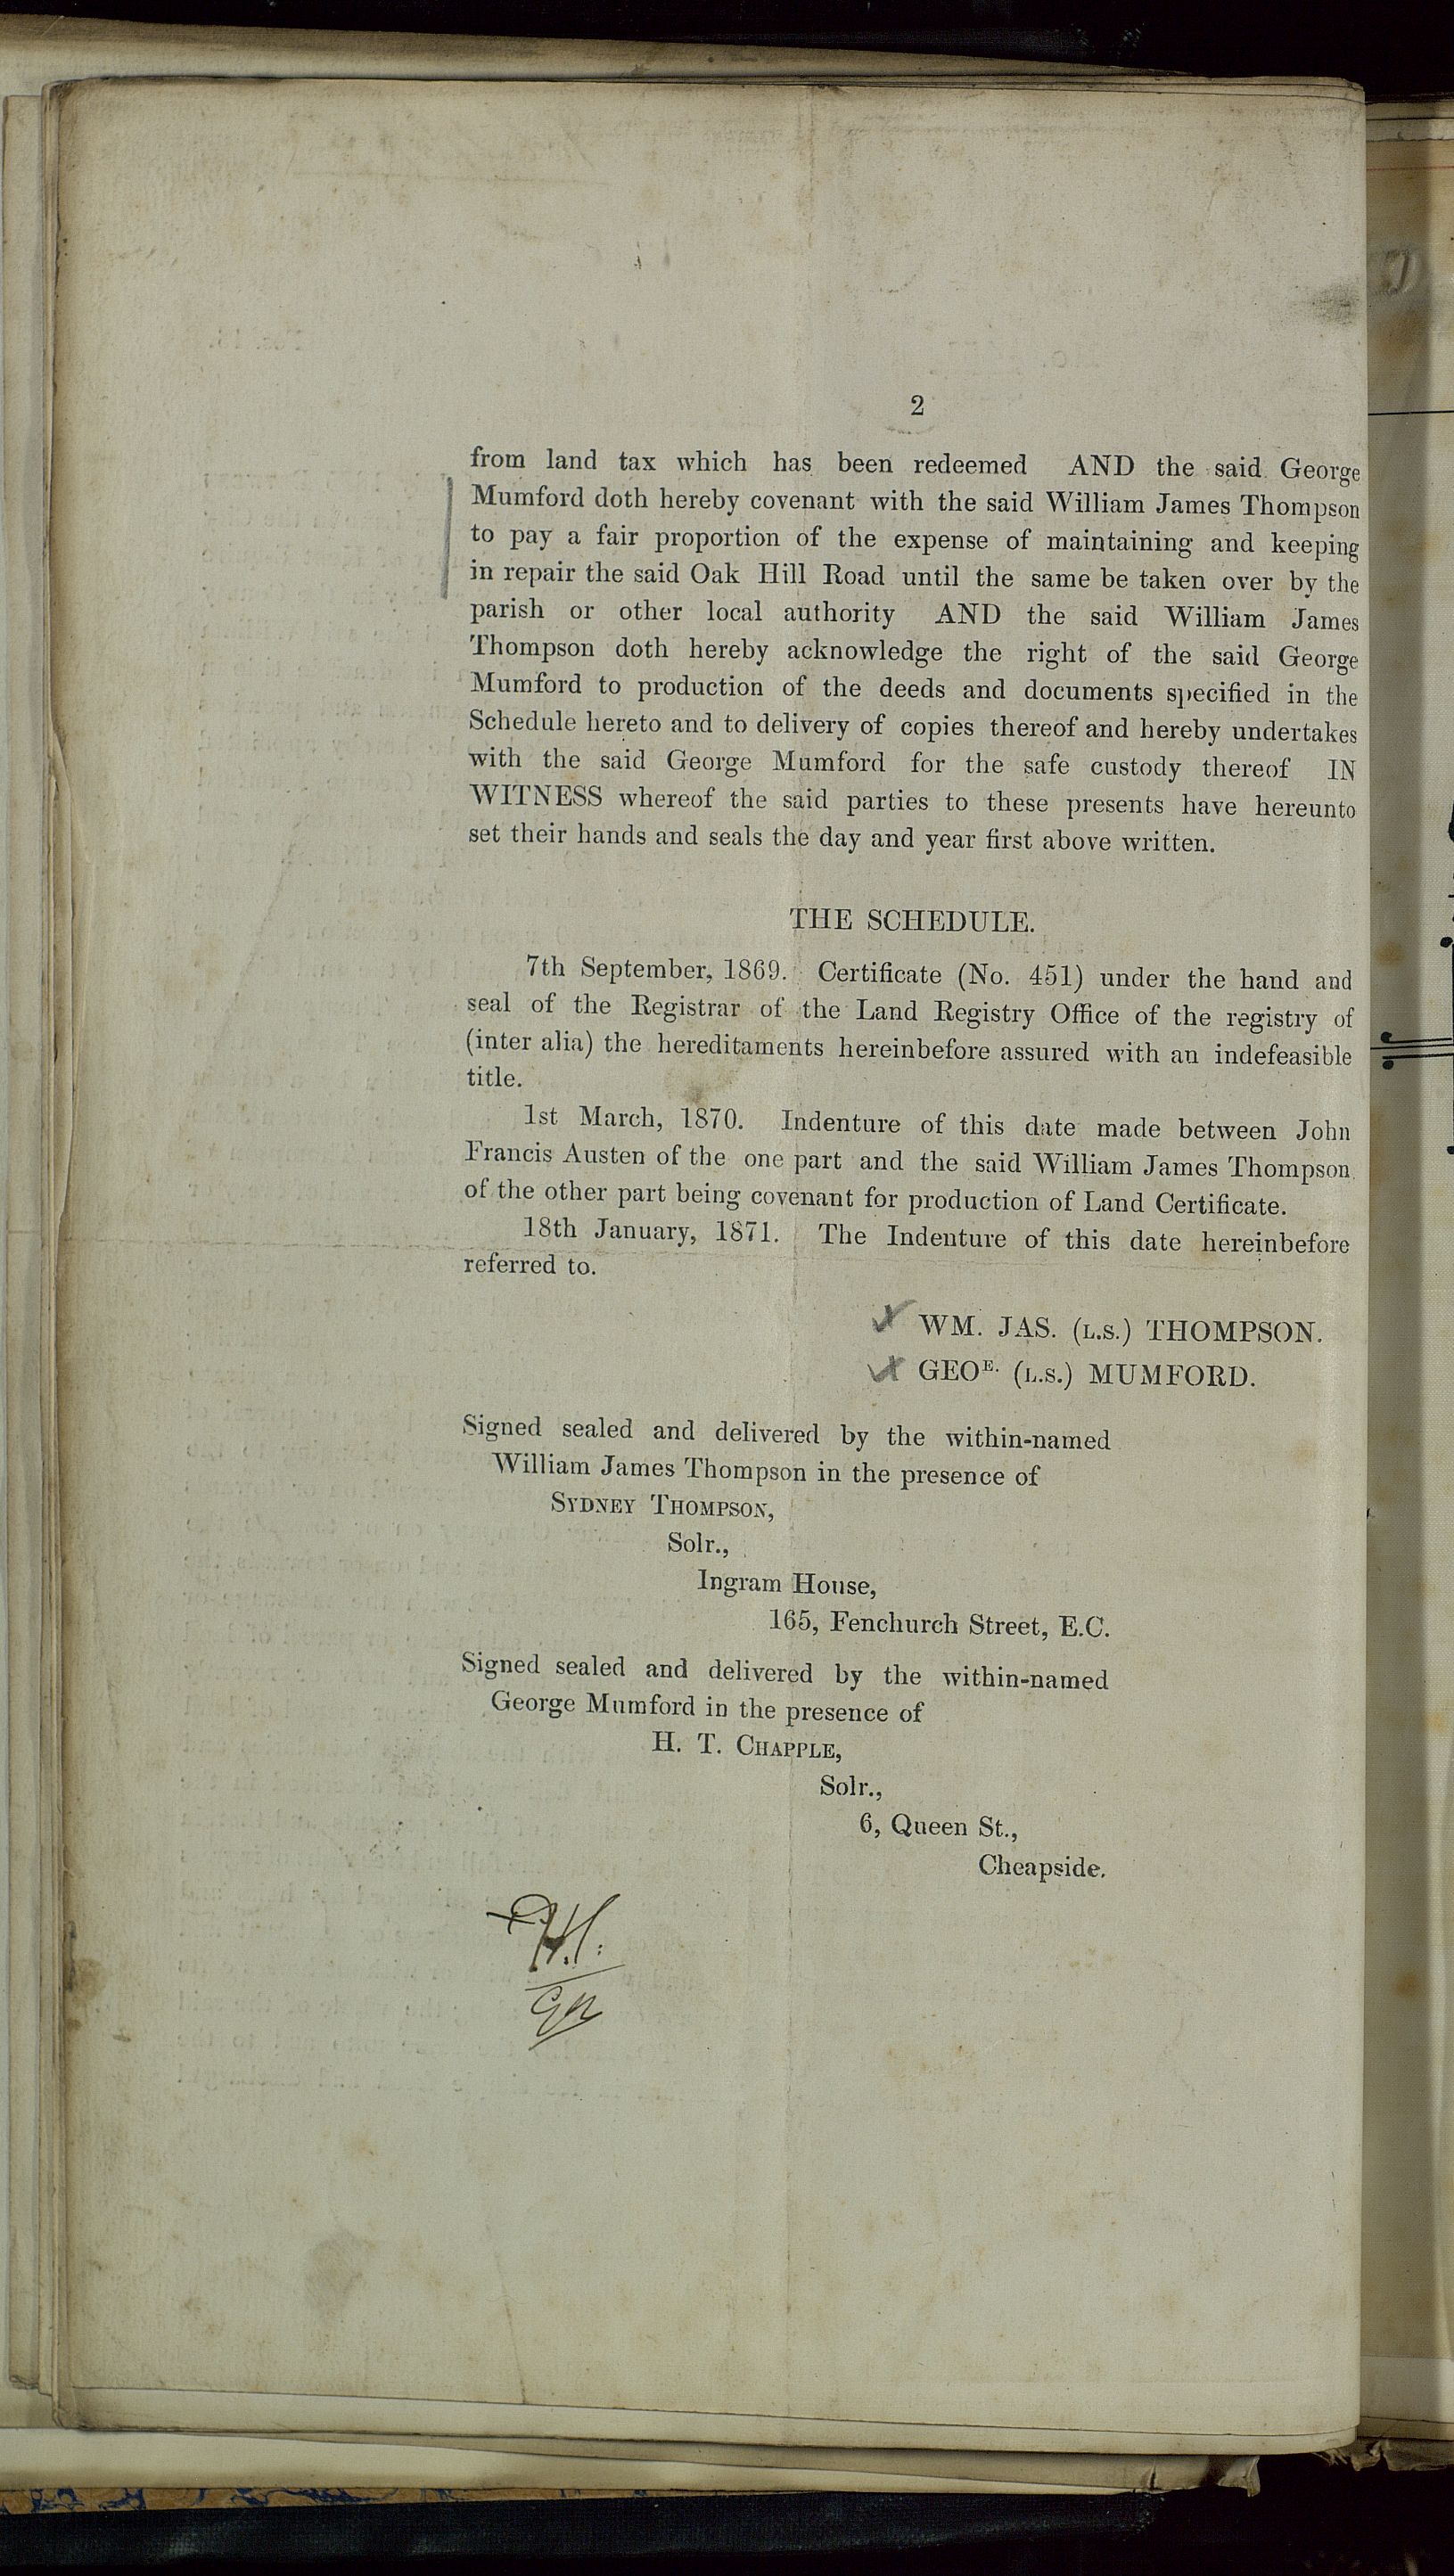 2
from land tax which has been redeemed AND the said George
Mumford doth hereby covenant with the said William James Thompson
to pay a fair proportion of the expense of maintaining and keeping
in repair the said Oak Hill Road until the same be taken over by the
parish or other local authority AND the said William James
Thompson doth hereby acknowledge the right of the said George
Mumford to production of the deeds and documents specified in the
Schedule hereto and to delivery of copies thereof and hereby undertakes
with the said George Mumford for the safe custody thereof IN
WITNESS whereof the said parties to these presents have hereunto
set their hands and seals the day and year first above written.
THE SCHEDULE.
7th September, 1869. Certificate (No. 451) under the hand and
seal of the Registrar of the Land Registry Office of the registry of
(inter alia) the hereditaments hereinbefore assured with an indefeasible
title.
1st March, 1870. Indenture of this date made between John
Francis Austen of the one part and the said William James Thompson
of the other part being covenant for production of Land Certificate.
18th January, 1871. The Indenture of this date hereinbefore
referred to.
WM. JAS. (L.S.) THOMPSON.
GEOᴱ· (L.S.) MUMFORD.
Signed sealed and delivered by the within-named
William James Thompson in the presence of
SYDNEY THOMPSON,
Solr.,
Ingram House,
165, Fenchurch Street, E.C.
Signed sealed and delivered by the within-named
George Mumford in the presence of
H. T. CHAPPLE,
Solr.,
6, Queen St.,
Cheapside.